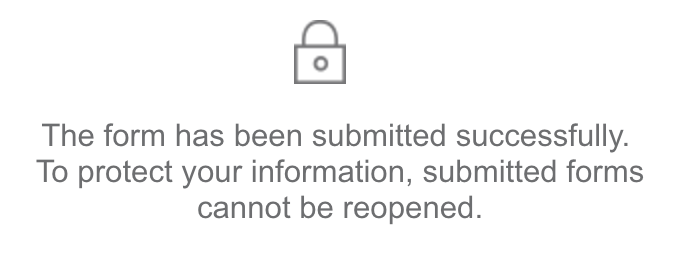 The form has been submitted successfully.
To protect your information, submitted forms
cannot be reopened.